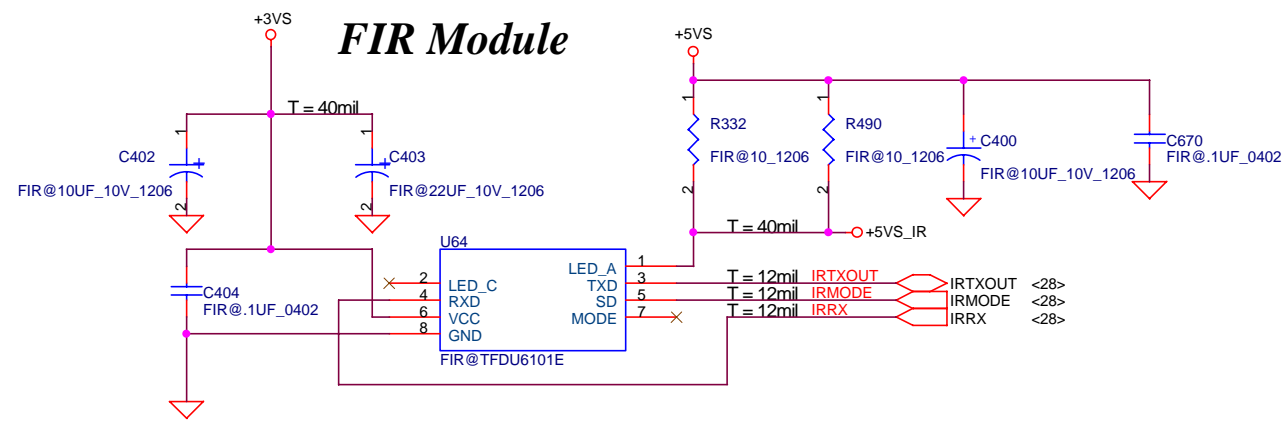 +3VS
FIR Module
+5VS
T = 40mil
1
C402
FIR@10UF_10V_1206
2
1
C403
FIR@22UF_10V_1206
2
1
R332
FIR@10_1206
2
1
R490
FIR@10_1206
2
+ C400
FIR@10UF_10V_1206
C670
FIR@.1UF_0402
T = 40mil
+5VS_IR
C404
FIR@.1UF_0402
U64
2 LED_C
4 RXD
6 VCC
8 GND
LED_A 1
TXD 3
SD 5
MODE 7
FIR@TFDU6101E
T = 12mil IRTXOUT IRTXOUT <28>
T = 12mil IRMODE IRMODE <28>
T = 12mil IRRX IRRX <28>